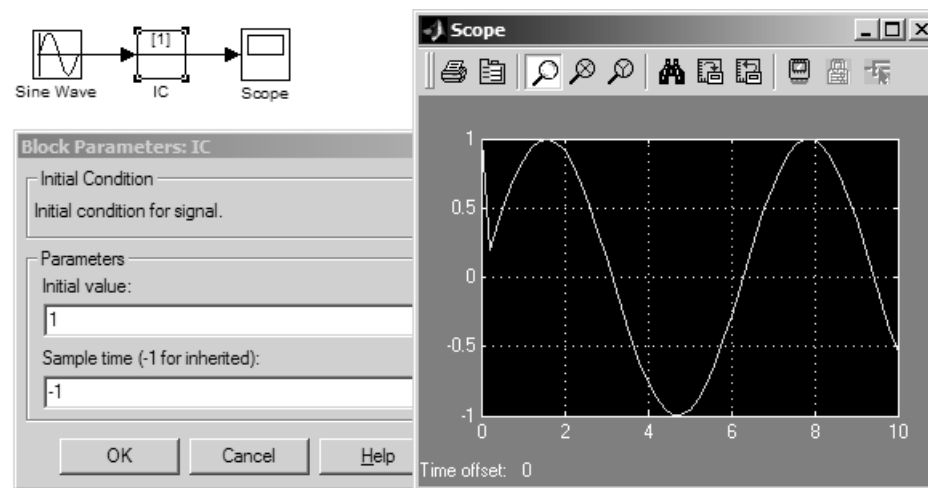 [1]
Sine Wave
IC
Scope
Block Parameters: IC
Initial Condition
Initial condition for signal.
Parameters
Initial value:
1
Sample time (-1 for inherited):
-1
OK
Cancel
Help
Scope
1
0.5
0
-0.5
-1
0
2
4
6
8
10
Time offset: 0